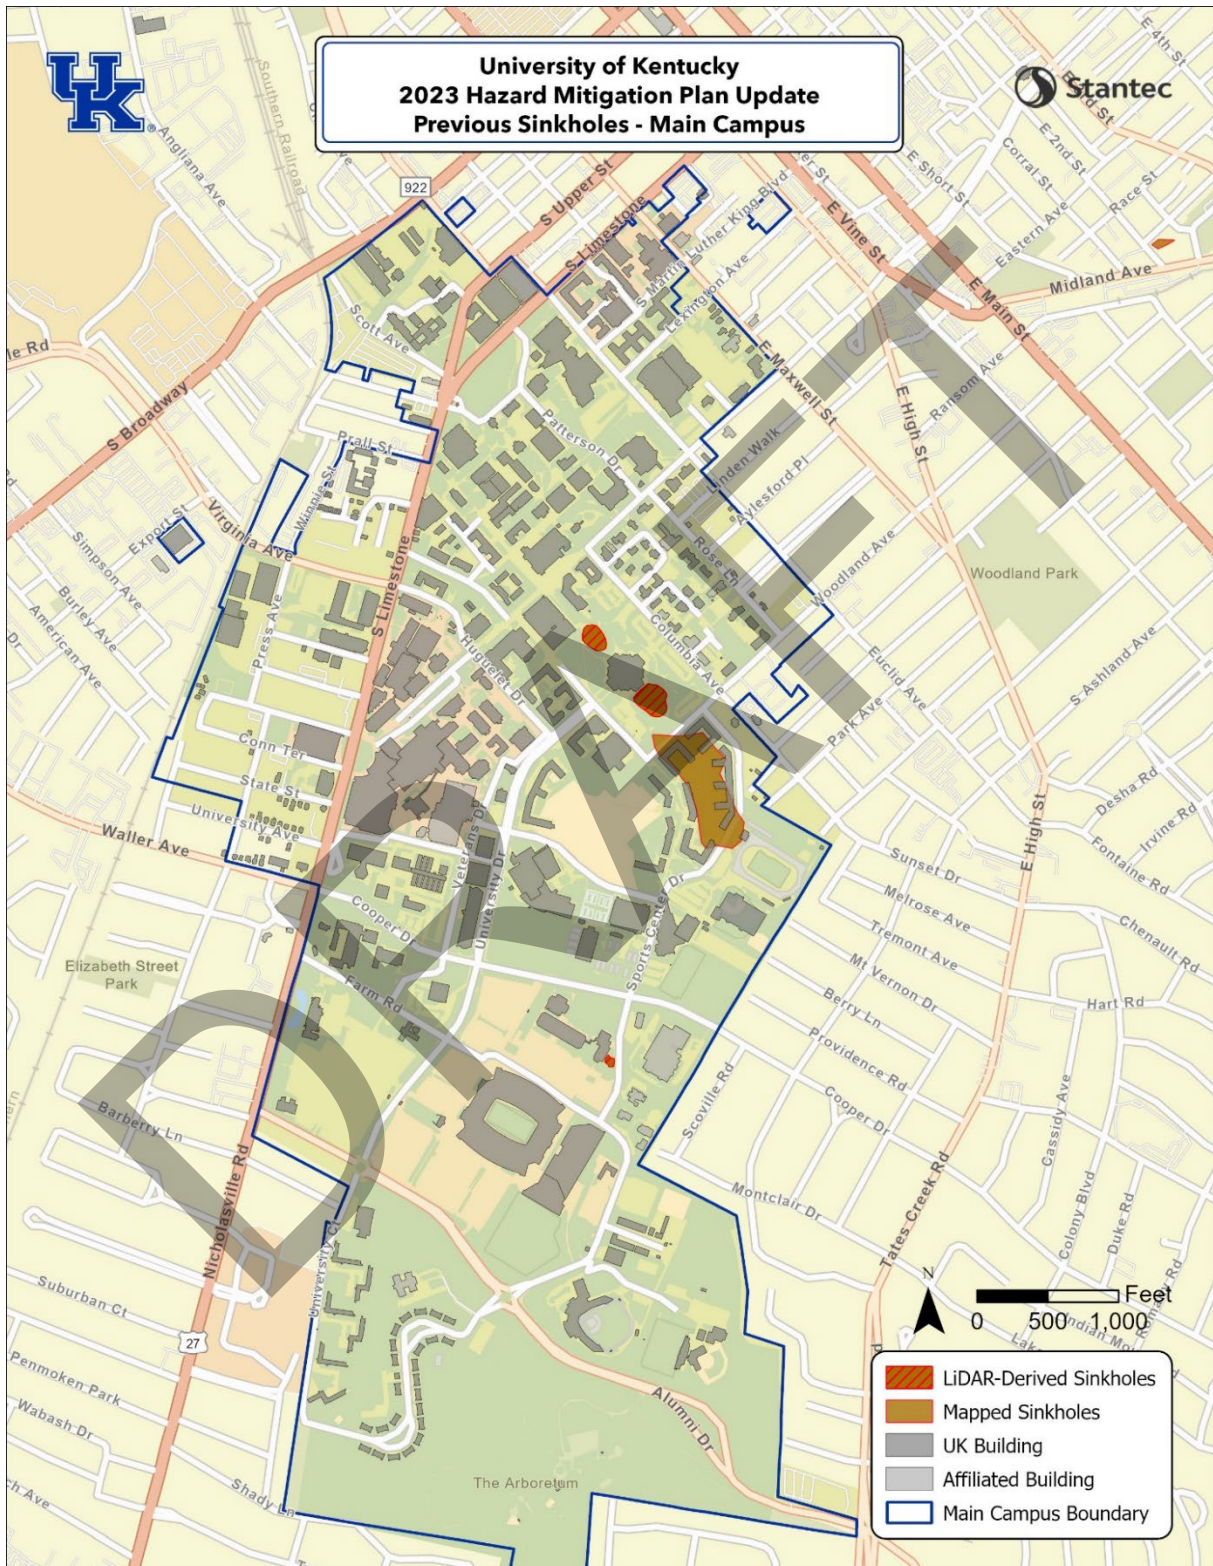 University of Kentucky
2023 Hazard Mitigation Plan Update
Previous Sinkholes - Main Campus
UK
Stantec
DRAFT
E 4th St
E 3rd St
E 2nd St
Corral St
E Short St
Race St
Eastern Ave
Midland Ave
E Main St
E Vine St
Angliana Ave
Southern Railroad
922
S Upper St
S Limestone
S Martin Luther King Blvd
Lexington Ave
Scott Ave
E Maxwell St
Ransom Ave
E High St
S Broadway
Prall St
Patterson Dr
Linden Walk
Aylesford Pl
Winnie St
Export St
Virginia Ave
Simpson Ave
Burley Ave
American Ave
Press Ave
S Limestone
Rose Ln
Woodland Ave
Woodland Park
Columbia Ave
Huguelet Dr
Euclid Ave
S Ashland Ave
Park Ave
Conn Ter
State St
University Ave
Waller Ave
Veterans Dr
University Dr
Cooper Dr
Sports Center Dr
Desha Rd
Irvine Rd
Fontaine Rd
E High St
Sunset Dr
Melrose Ave
Tremont Ave
Chenault Rd
Mt Vernon Dr
Hart Rd
Berry Ln
Providence Rd
Elizabeth Street
Park
Farm Rd
Scoville Rd
Cooper Dr
Cassidy Ave
Barberry Ln
Nicholasville Rd
Montclair Dr
Tates Creek Rd
Colony Blvd
Duke Rd
Romany Rd
University Ct
Suburban Ct
27
Penmoken Park
Wabash Dr
Shady Ln
Alumni Dr
The Arboretum
N
Feet
0 500 1,000
LiDAR-Derived Sinkholes
Mapped Sinkholes
UK Building
Affiliated Building
Main Campus Boundary